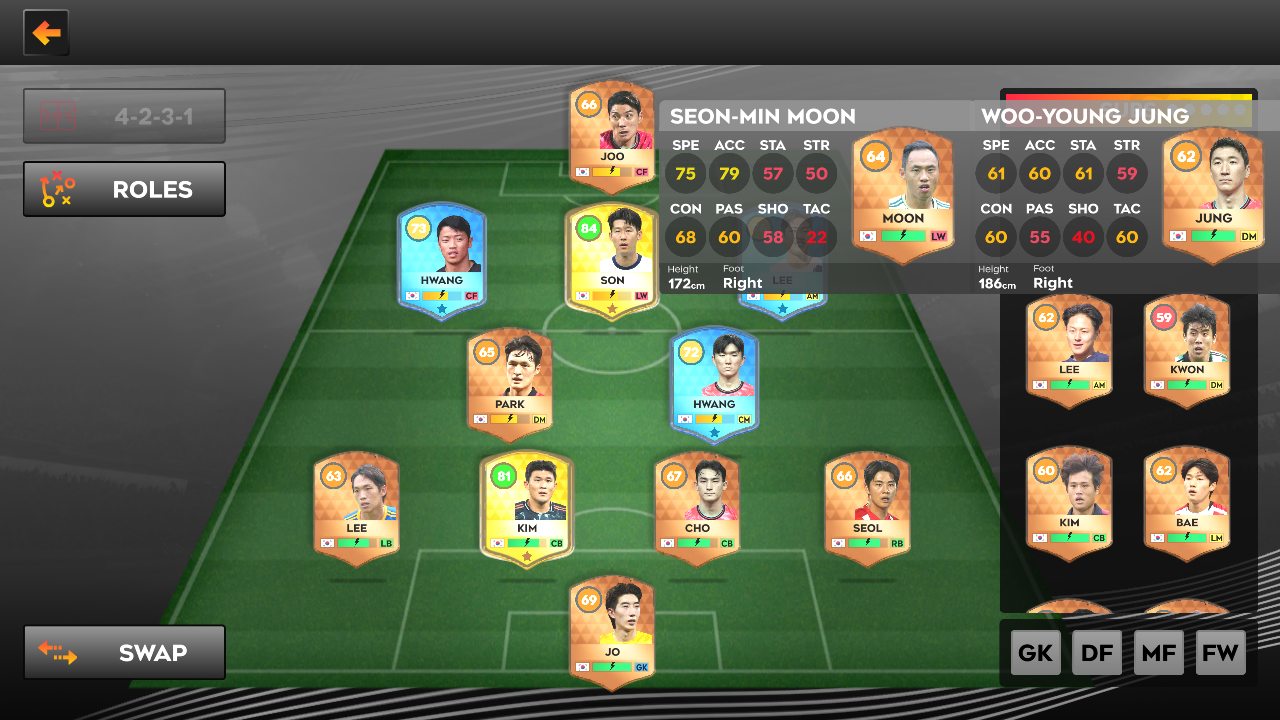 4-2-3-1
ROLES
66
JOO
CF
SEON-MIN MOON
SPE ACC STA STR
75 79 57 50
CON PAS SHO TAC
68 60 58 22
Height Foot
172cm Right
64
MOON
LW
WOO-YOUNG JUNG
SPE ACC STA STR
61 60 61 59
CON PAS SHO TAC
60 55 40 60
Height Foot
186cm Right
62
JUNG
DM
73
HWANG
CF
84
SON
LW
LEE
AM
62
LEE
AM
59
KWON
DM
65
PARK
DM
72
HWANG
CM
63
LEE
LB
81
KIM
CB
67
CHO
CB
66
SEOL
RB
60
KIM
CB
62
BAE
LM
69
JO
GK
SWAP
GK DF MF FW